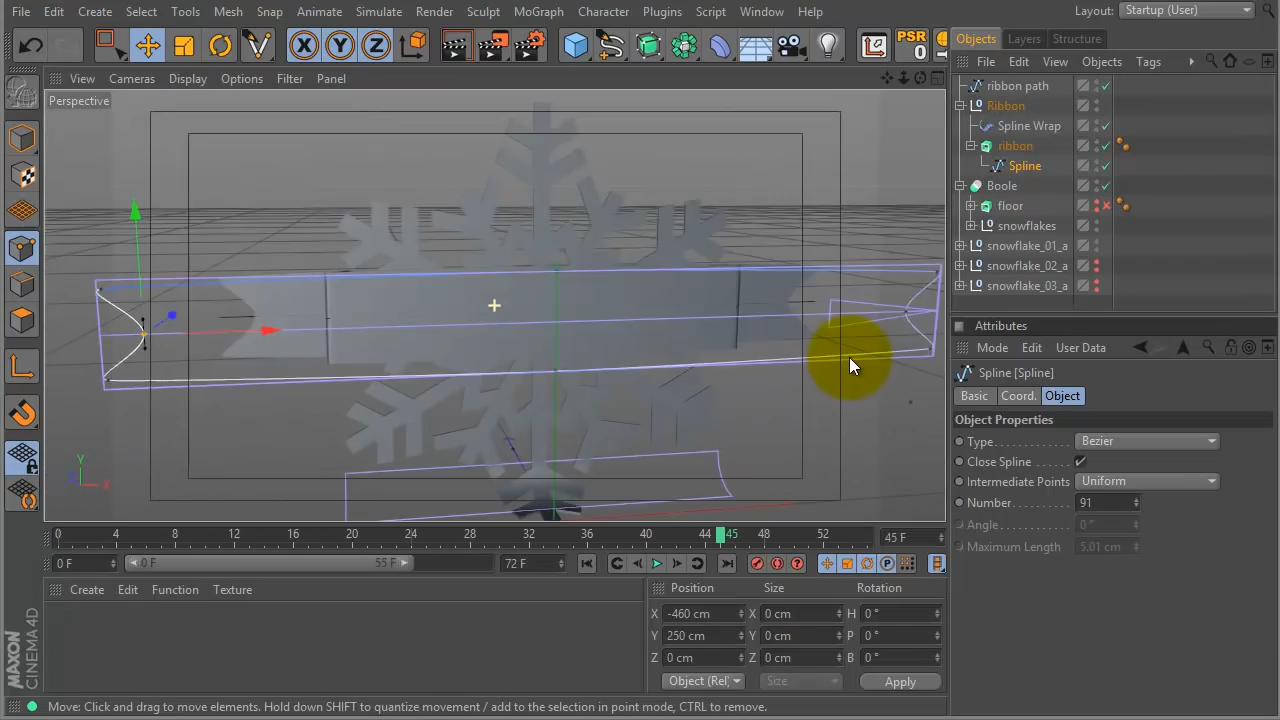 File Edit Create Select Tools Mesh Snap Animate Simulate Render Sculpt MoGraph Character Plugins Script Window Help Layout: Startup (User)
PSR
X Y Z 0
Objects Layers Structure
File Edit View Objects Tags
View Cameras Display Options Filter Panel
Perspective
ribbon path
Ribbon
Spline Wrap
ribbon
Spline
Boole
floor
snowflakes
snowflake_01_a
snowflake_02_a
snowflake_03_a
Attributes
Mode Edit User Data
Spline [Spline]
Basic Coord. Object
Object Properties
Type Bezier
Close Spline
Intermediate Points Uniform
Number 91
Angle 0 °
Maximum Length 5.01 cm
Y
Z X
0 4 8 12 16 20 24 28 32 36 40 44 45 48 52 45 F
0 F 0 F 55 F 72 F
Create Edit Function Texture
Position Size Rotation
X -460 cm X 0 cm H 0 °
Y 250 cm Y 0 cm P 0 °
Z 0 cm Z 0 cm B 0 °
Object (Rel) Size Apply
MAXON
CINEMA 4D
Move: Click and drag to move elements. Hold down SHIFT to quantize movement / add to the selection in point mode, CTRL to remove.